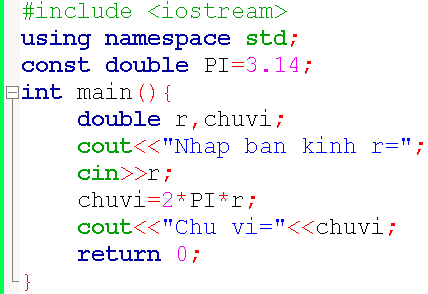 #include <iostream>
using namespace std;
const double PI=3.14;
int main(){
double r,chuvi;
cout<<"Nhap ban kinh r=";
cin>>r;
chuvi=2*PI*r;
cout<<"Chu vi="<<chuvi;
return 0;
}